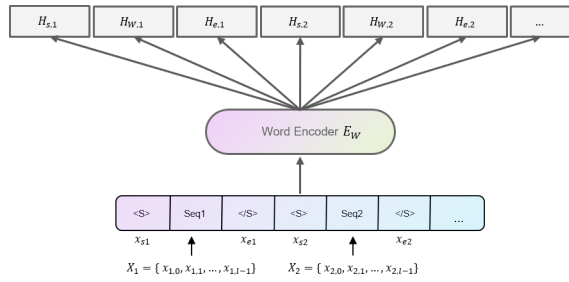 H_{s.1} H_{W.1} H_{e.1} H_{s.2} H_{W.2} H_{e.2} ...
Word Encoder E_W
<S> Seq1 </S> <S> Seq2 </S> ...
x_{s1} x_{e1} x_{s2} x_{e2}
X_1 = { x_{1,0}, x_{1,1}, ..., x_{1,l-1}} X_2 = { x_{2,0}, x_{2,1}, ..., x_{2,l-1}}